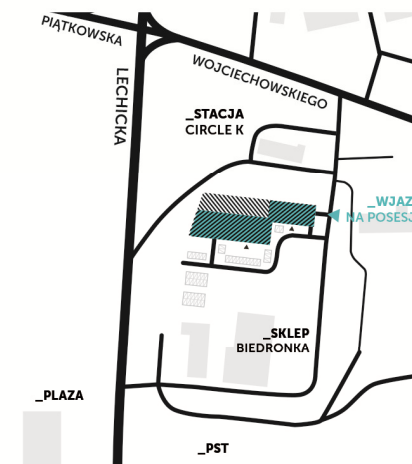 PIĄTKOWSKA
WOJCIECHOWSKIEGO
LECHICKA
_STACJA
CIRCLE K
_WJAZ
NA POSESJ
_SKLEP
BIEDRONKA
_PLAZA
_PST